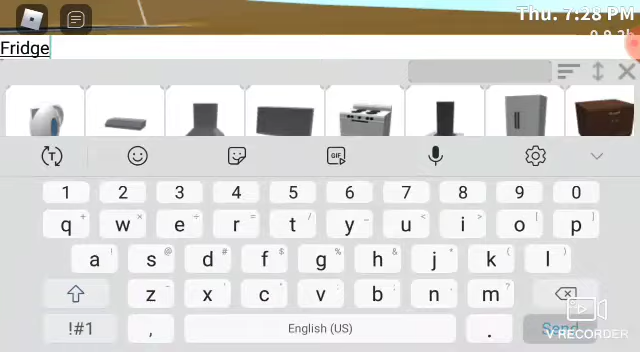 Thu. 7:28 PM
Fridge
GIF
1 2 3 4 5 6 7 8 9 0
q w e r t y u i o p
a s d f g h j k l
z x c v b n m
!#1 , English (US) . Send
V RECORDER